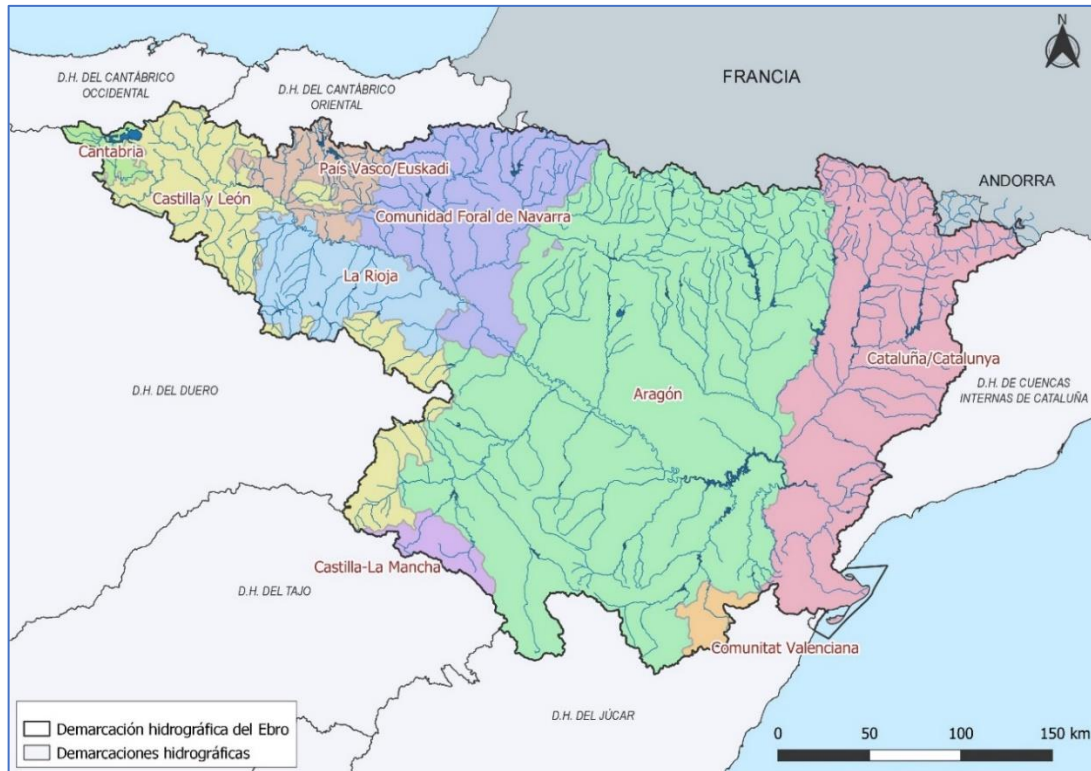 N
FRANCIA
D.H. DEL CANTÁBRICO
OCCIDENTAL
D.H. DEL CANTÁBRICO
ORIENTAL
Cantabria
País Vasco/Euskadi
ANDORRA
Castilla y León
Comunidad Foral de Navarra
La Rioja
Cataluña/Catalunya
D.H. DEL DUERO
D.H. DE CUENCAS
INTERNAS DE CATALUÑA
Aragón
Castilla-La Mancha
D.H. DEL TAJO
Comunitat Valenciana
D.H. DEL JÚCAR
Demarcación hidrográfica del Ebro
Demarcaciones hidrográficas
0 50 100 150 km